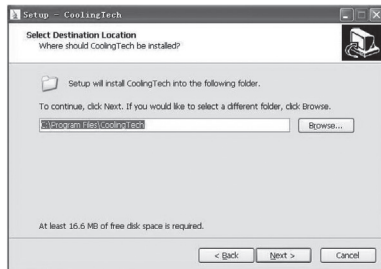 Setup - CoolingTech
Select Destination Location
Where should CoolingTech be installed?
Setup will install CoolingTech into the following folder.
To continue, click Next. If you would like to select a different folder, click Browse.
C:\Program Files\CoolingTech
Browse...
At least 16.6 MB of free disk space is required.
< Back
Next >
Cancel